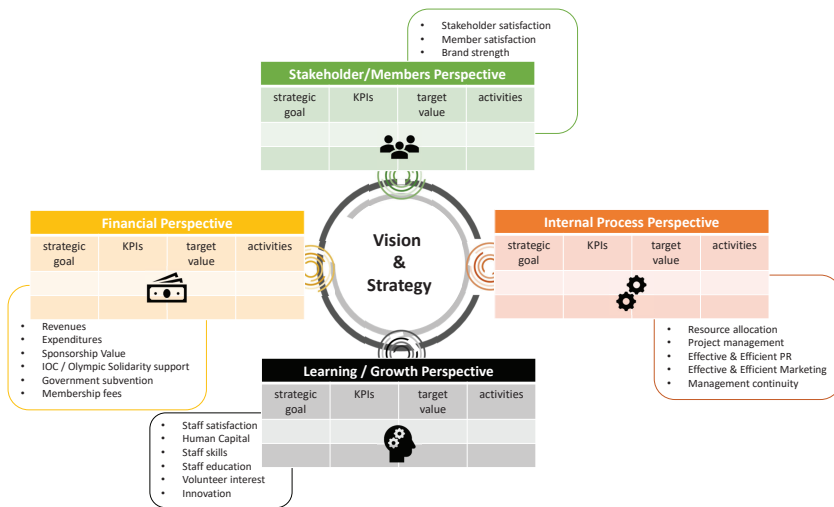 • Stakeholder satisfaction
• Member satisfaction
• Brand strength
Stakeholder/Members Perspective
strategic goal KPIs target value activities
Financial Perspective
strategic goal KPIs target value activities
• Revenues
• Expenditures
• Sponsorship Value
• IOC / Olympic Solidarity support
• Government subvention
• Membership fees
Vision
&
Strategy
Internal Process Perspective
strategic goal KPIs target value activities
• Resource allocation
• Project management
• Effective & Efficient PR
• Effective & Efficient Marketing
• Management continuity
Learning / Growth Perspective
strategic goal KPIs target value activities
• Staff satisfaction
• Human Capital
• Staff skills
• Staff education
• Volunteer interest
• Innovation